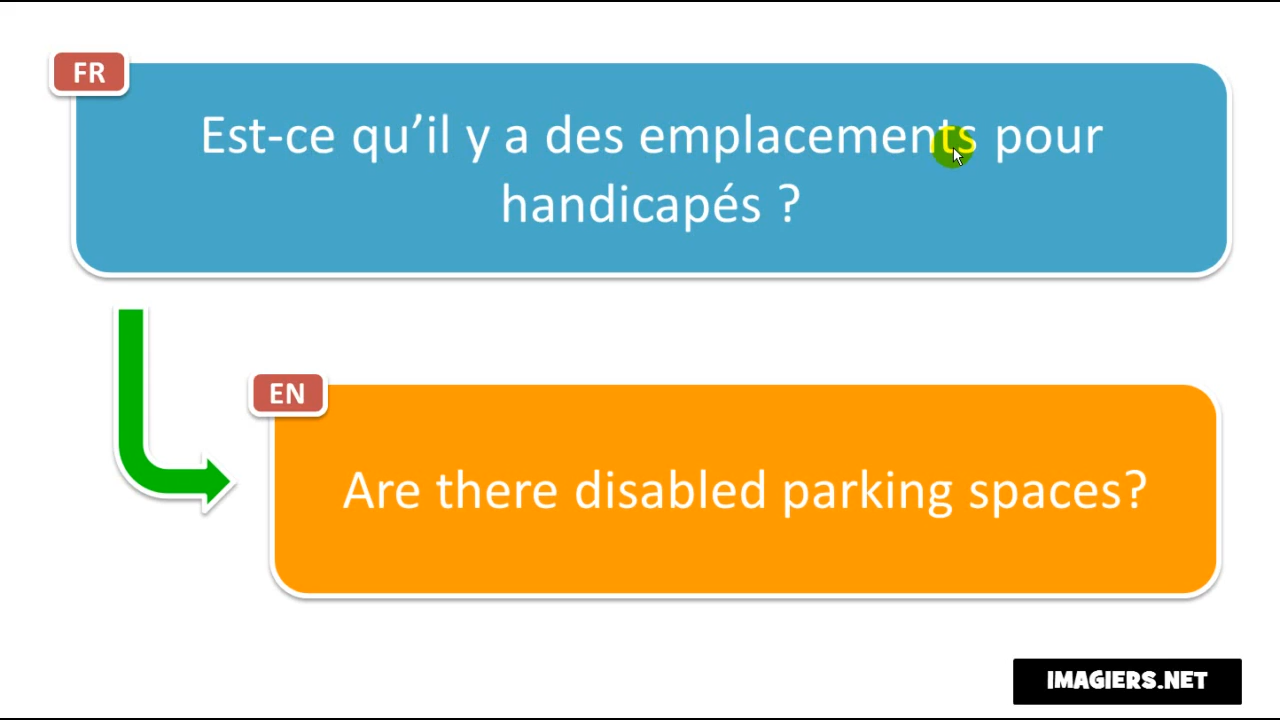 FR
Est-ce qu’il y a des emplacements pour
handicapés ?
EN
Are there disabled parking spaces?
IMAGIERS.NET